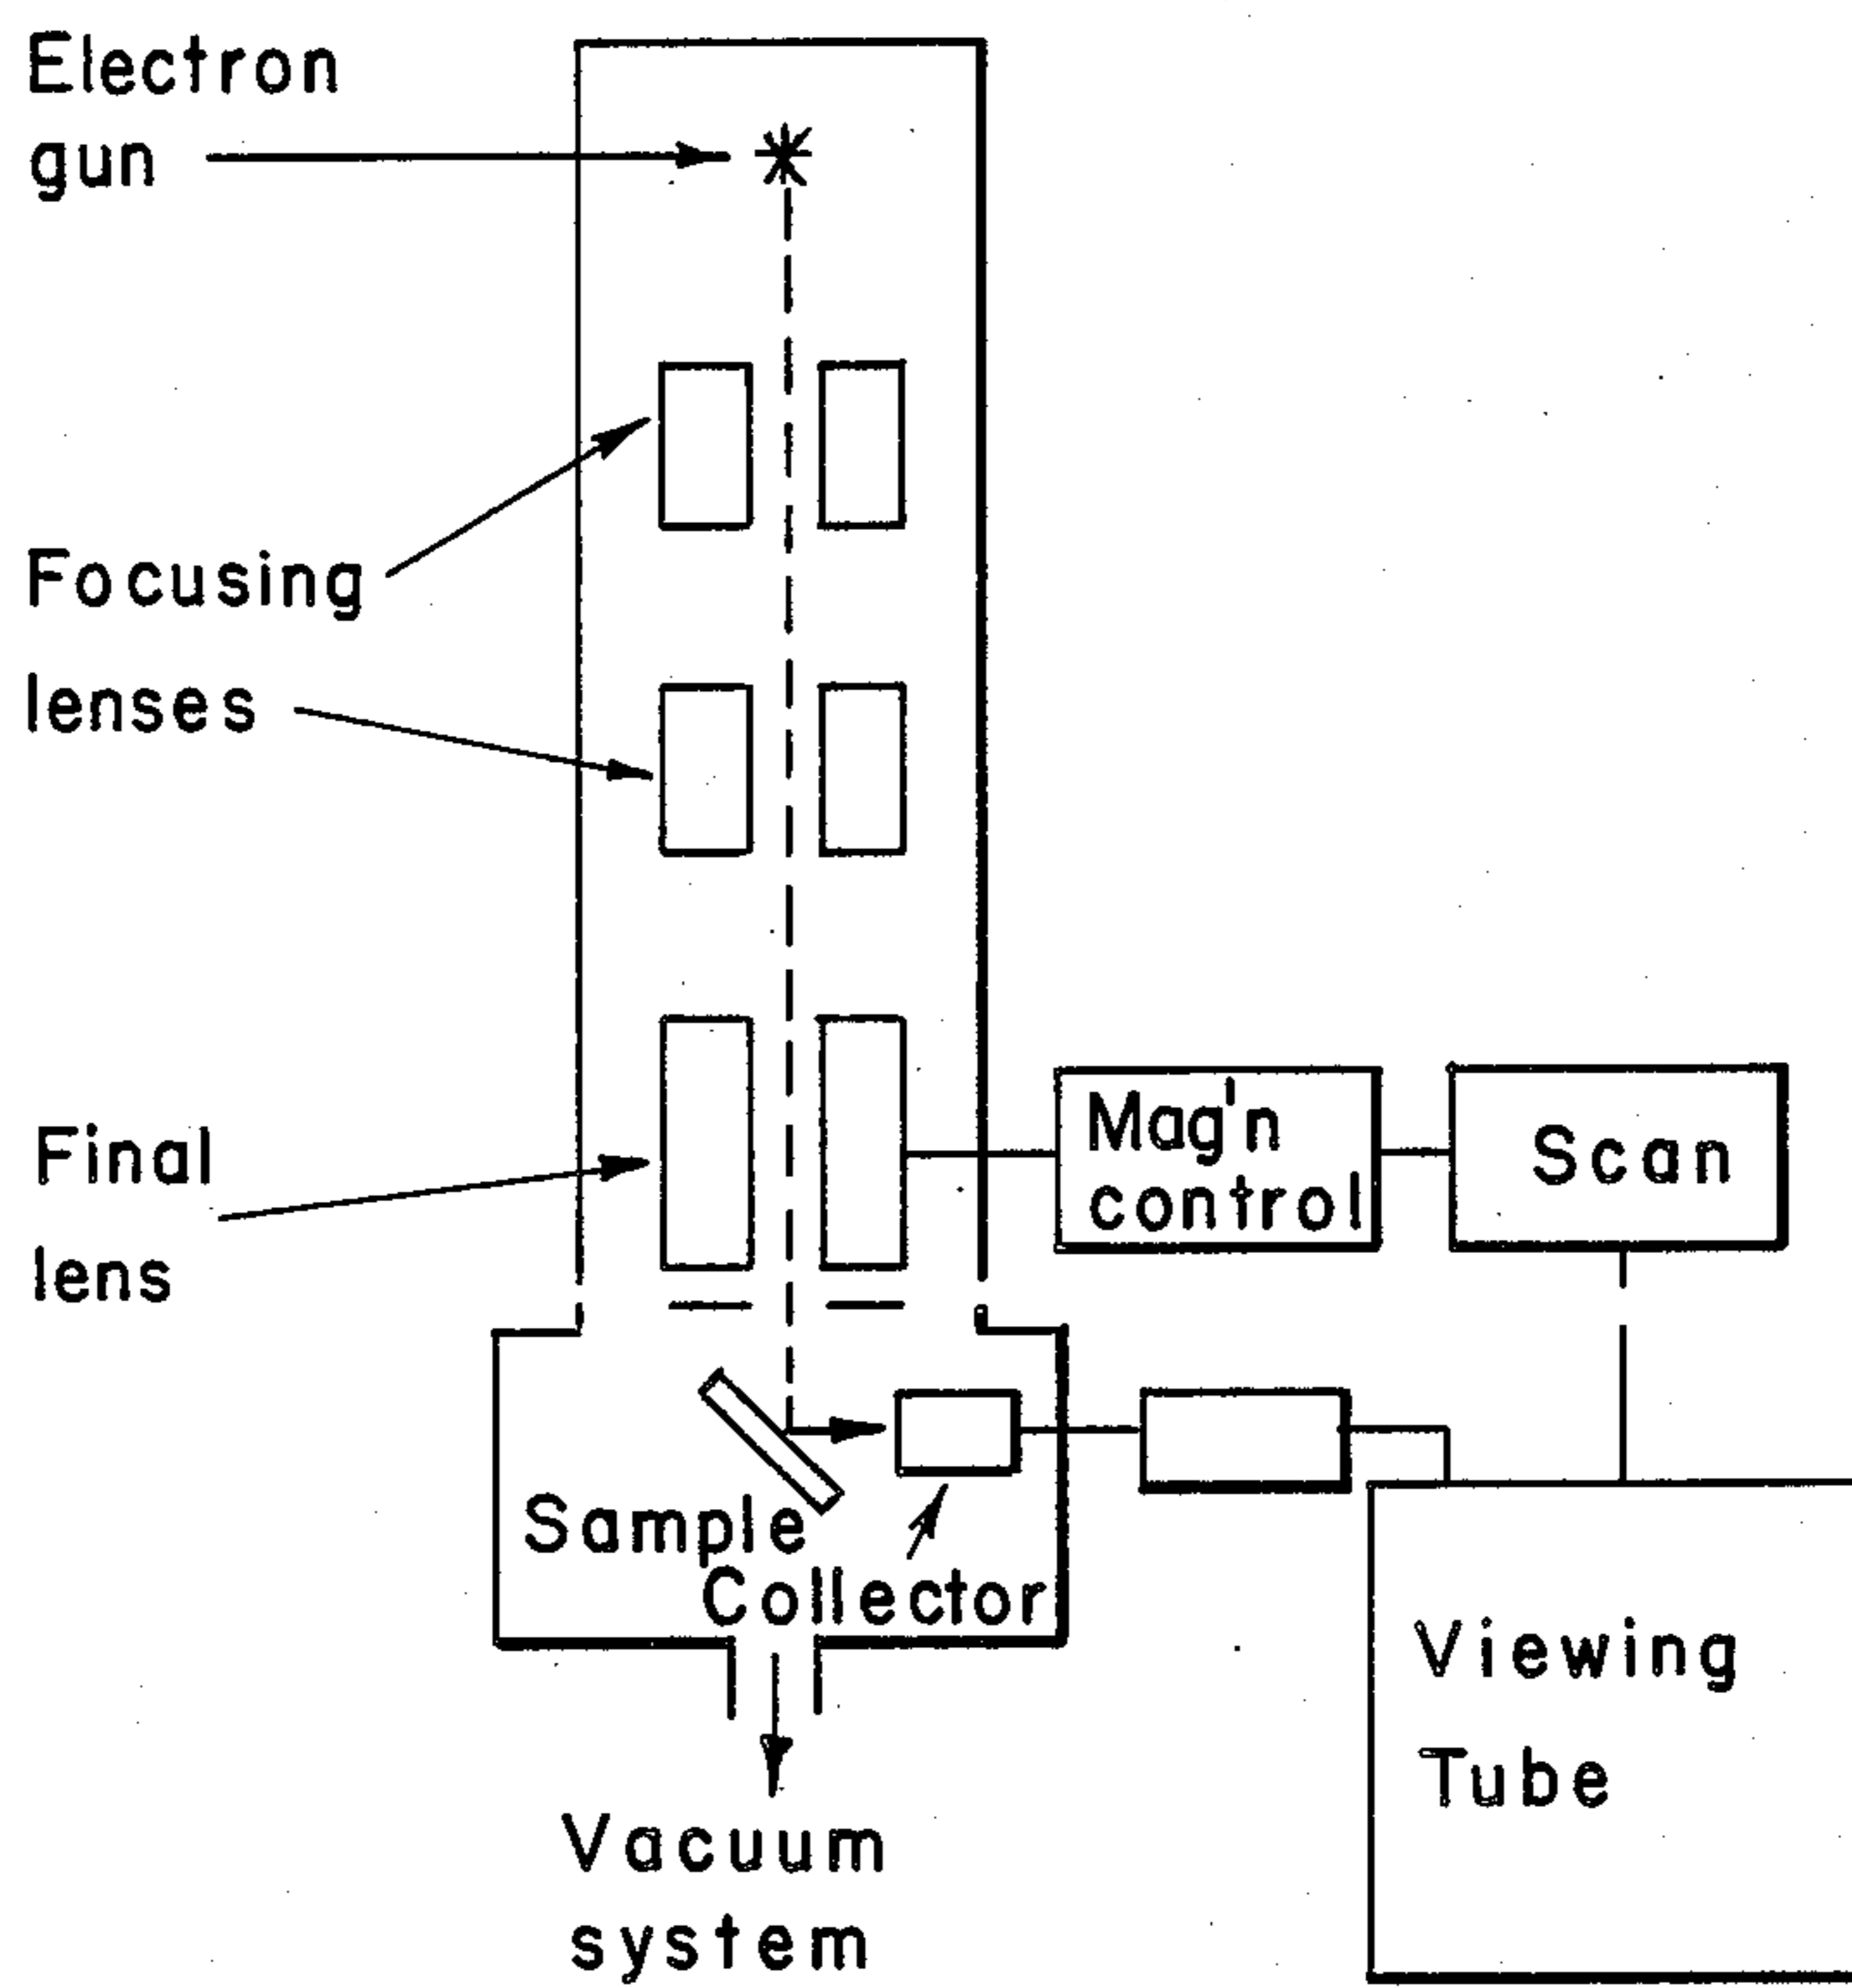 Electron
gun
Focusing
lenses
Final
lens
Mag'n
control
Scan
Sample
Collector
Viewing
Tube
Vacuum
system